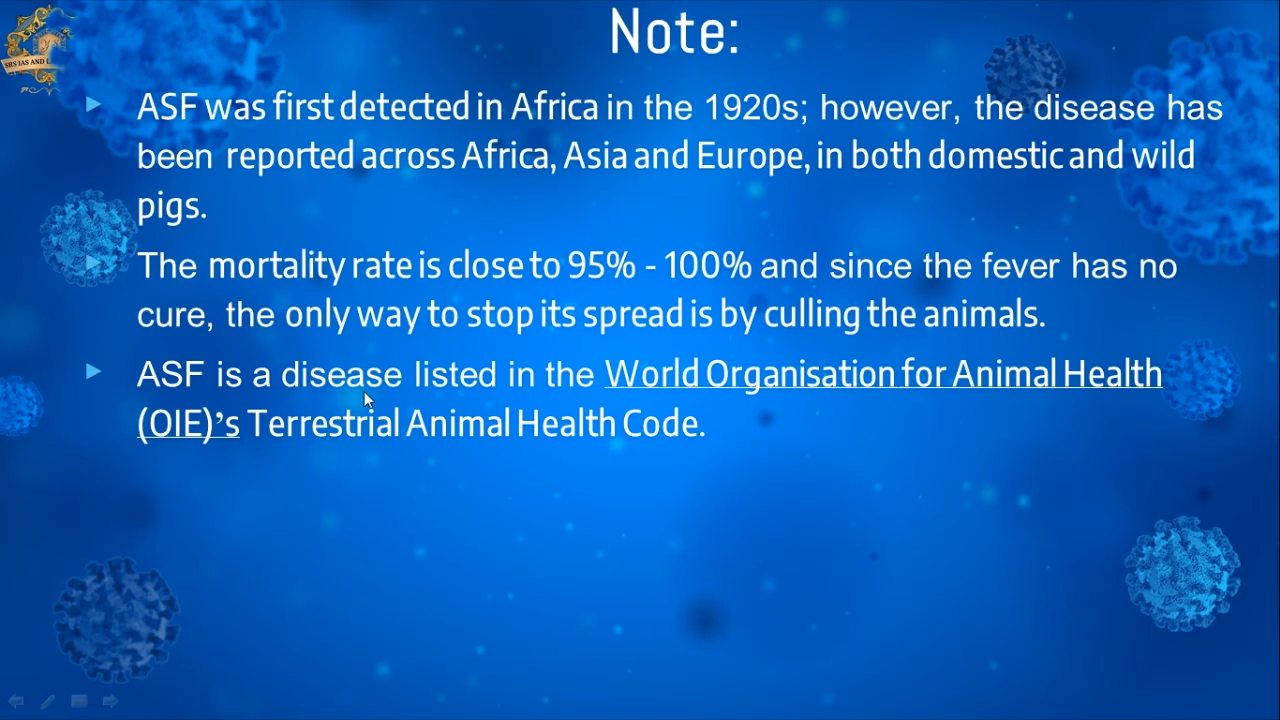 Note:
ASF was first detected in Africa in the 1920s; however, the disease has
been reported across Africa, Asia and Europe, in both domestic and wild
pigs.
The mortality rate is close to 95% - 100% and since the fever has no
cure, the only way to stop its spread is by culling the animals.
ASF is a disease listed in the World Organisation for Animal Health
(OIE)’s Terrestrial Animal Health Code.
SRS IAS AND L